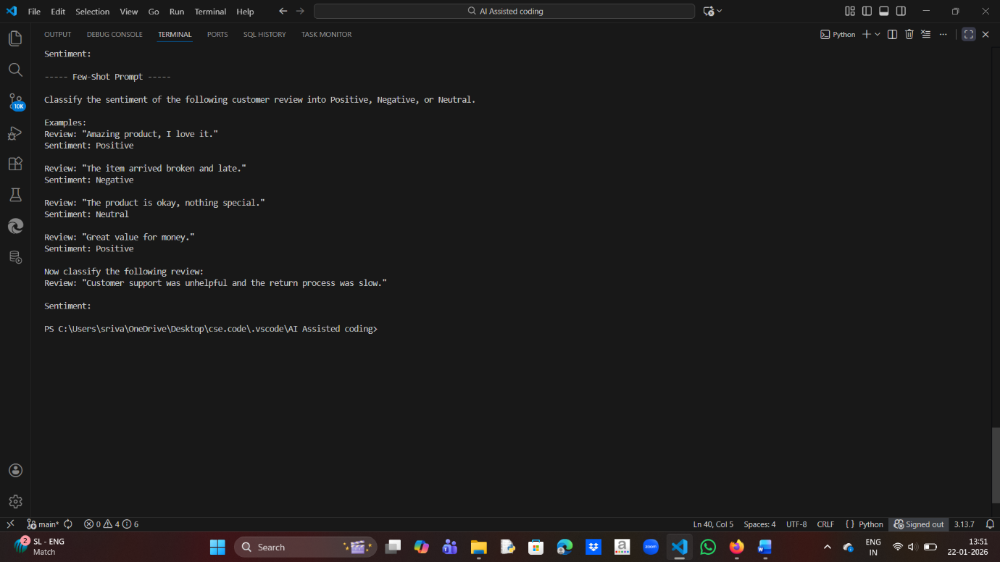 File Edit Selection View Go Run Terminal Help
AI Assisted coding
OUTPUT DEBUG CONSOLE TERMINAL PORTS SQL HISTORY TASK MONITOR
Python
Sentiment:
----- Few-Shot Prompt -----
Classify the sentiment of the following customer review into Positive, Negative, or Neutral.
Examples:
Review: "Amazing product, I love it."
Sentiment: Positive
Review: "The item arrived broken and late."
Sentiment: Negative
Review: "The product is okay, nothing special."
Sentiment: Neutral
Review: "Great value for money."
Sentiment: Positive
Now classify the following review:
Review: "Customer support was unhelpful and the return process was slow."
Sentiment:
PS C:\Users\sriva\OneDrive\Desktop\cse.code\.vscode\AI Assisted coding>
10K
main* 0 4 6
Ln 40, Col 5 Spaces: 4 UTF-8 CRLF { } Python Signed out 3.13.7
2
SL - ENG
Match
Search
zoom
ENG
IN
13:51
22-01-2026